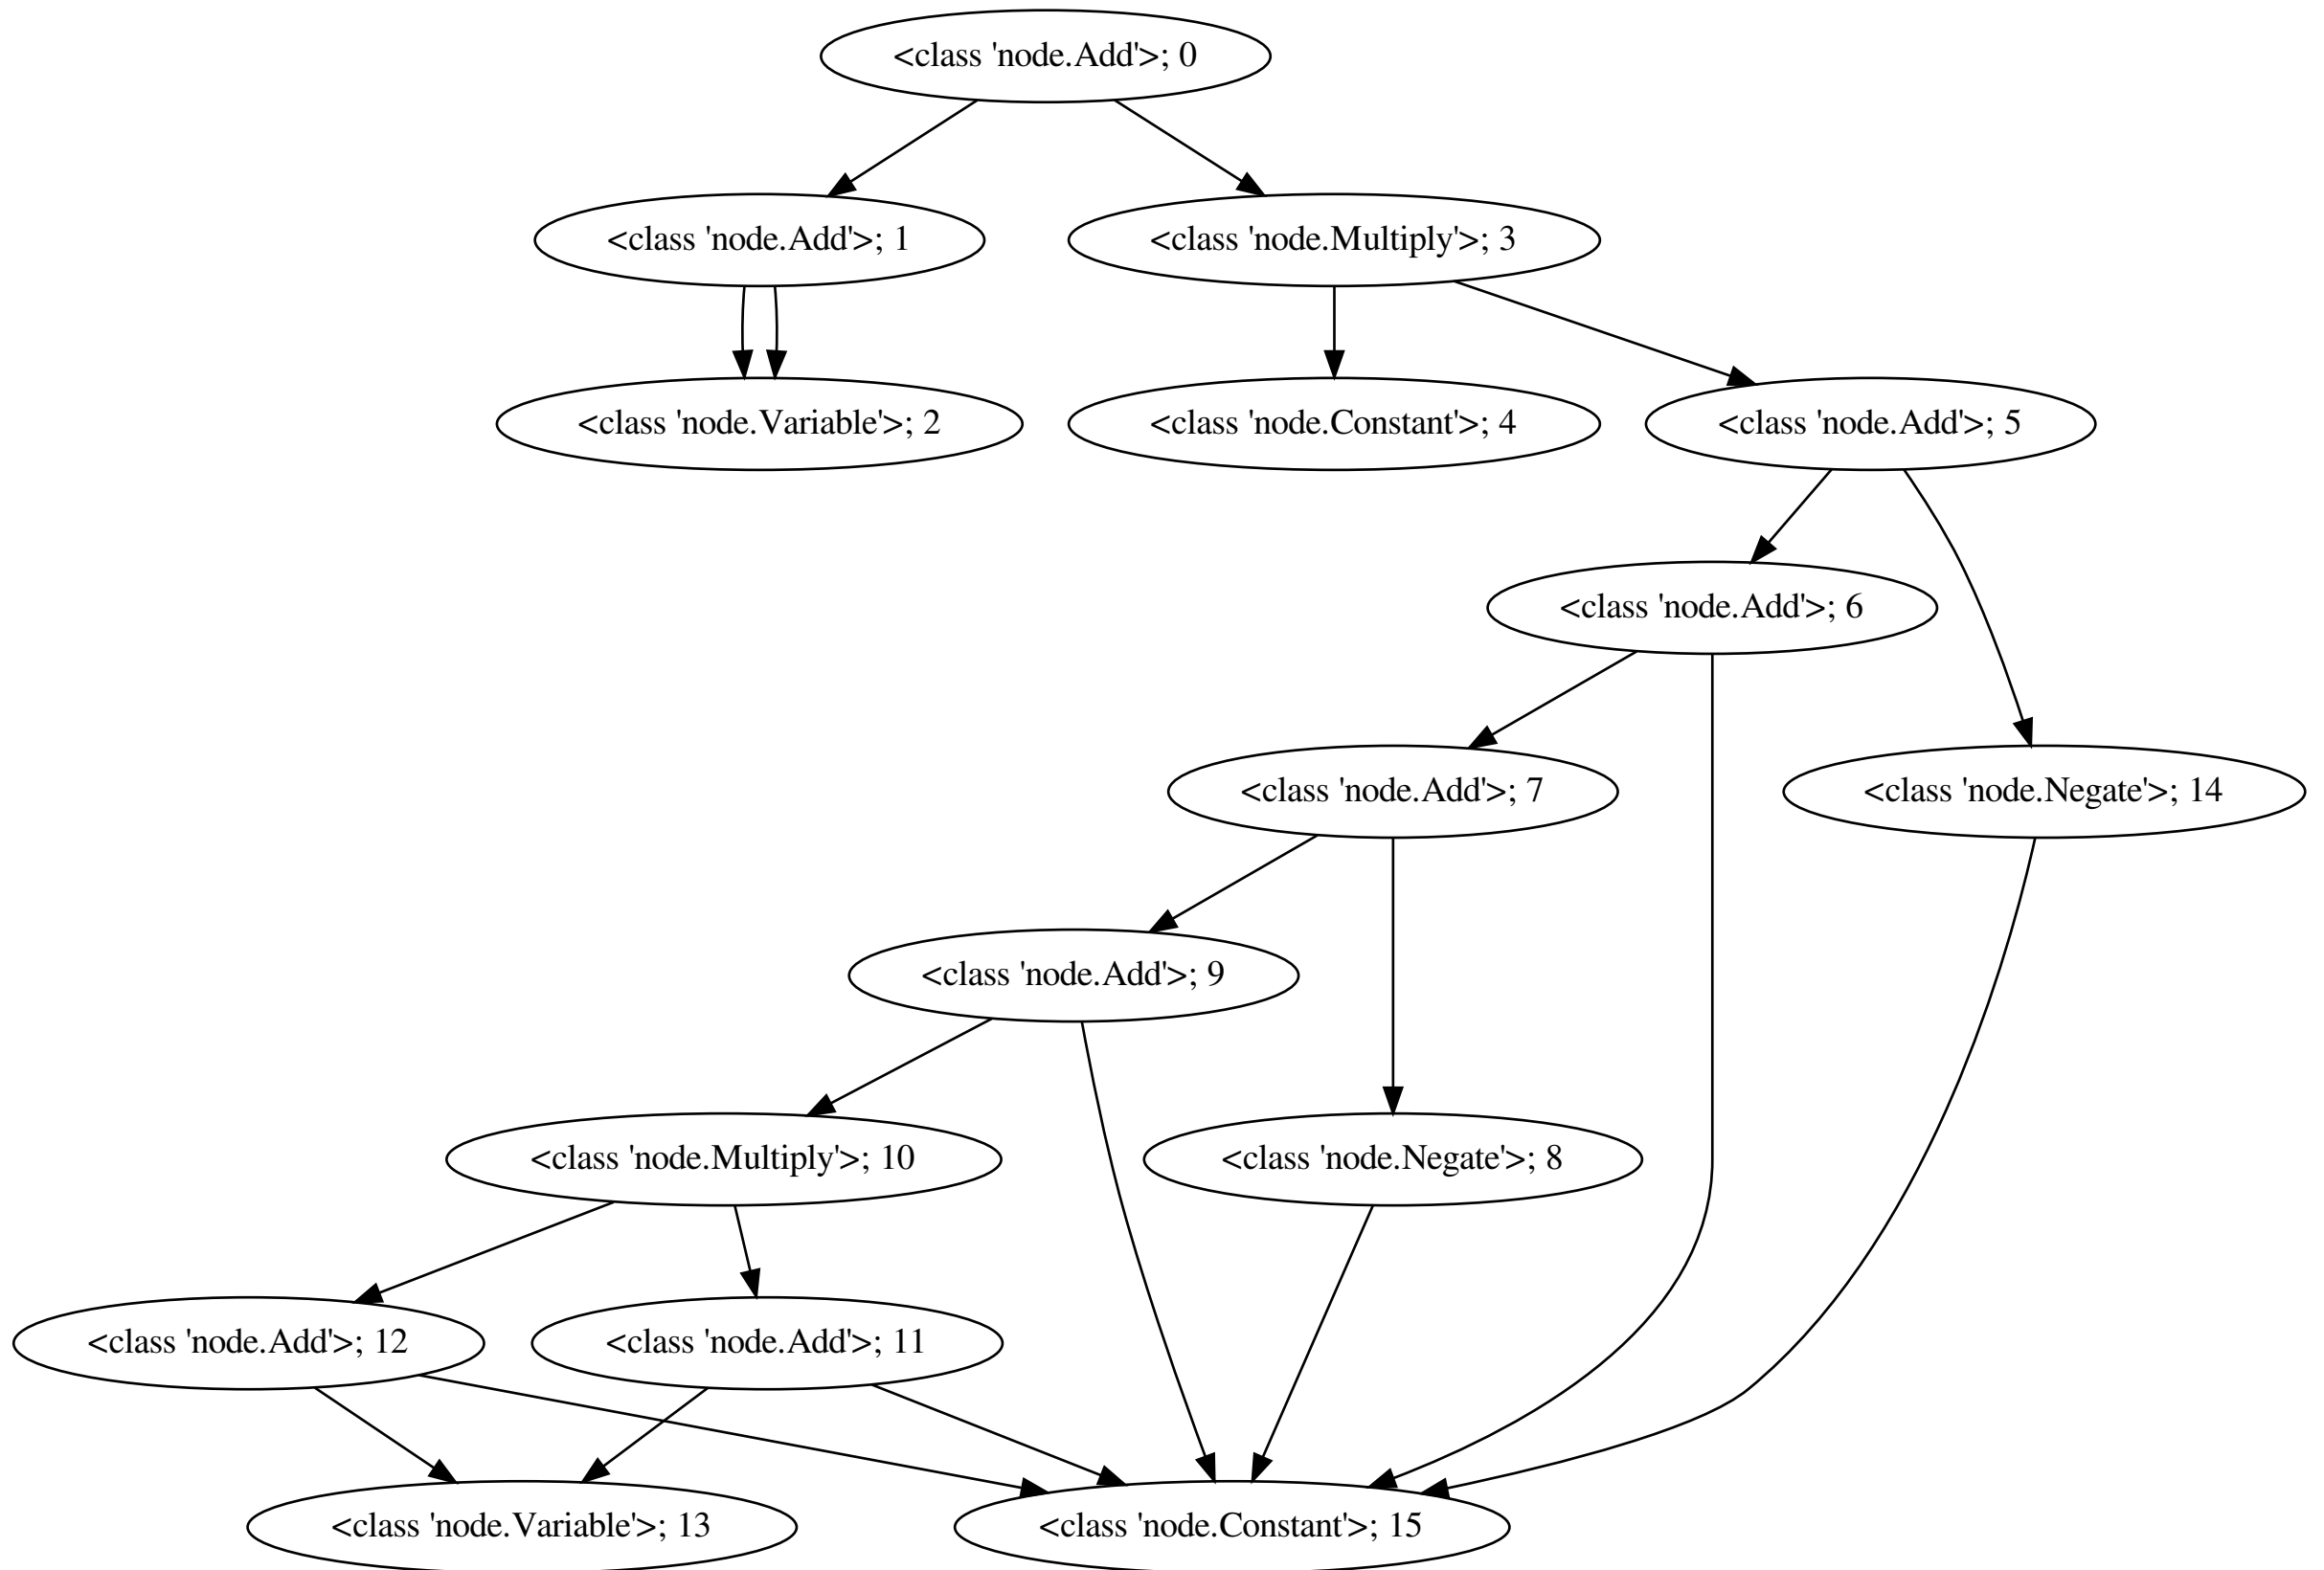 <class 'node.Add'>; 0
<class 'node.Add'>; 1
<class 'node.Multiply'>; 3
<class 'node.Variable'>; 2
<class 'node.Constant'>; 4
<class 'node.Add'>; 5
<class 'node.Add'>; 6
<class 'node.Add'>; 7
<class 'node.Negate'>; 14
<class 'node.Add'>; 9
<class 'node.Multiply'>; 10
<class 'node.Negate'>; 8
<class 'node.Add'>; 12
<class 'node.Add'>; 11
<class 'node.Variable'>; 13
<class 'node.Constant'>; 15